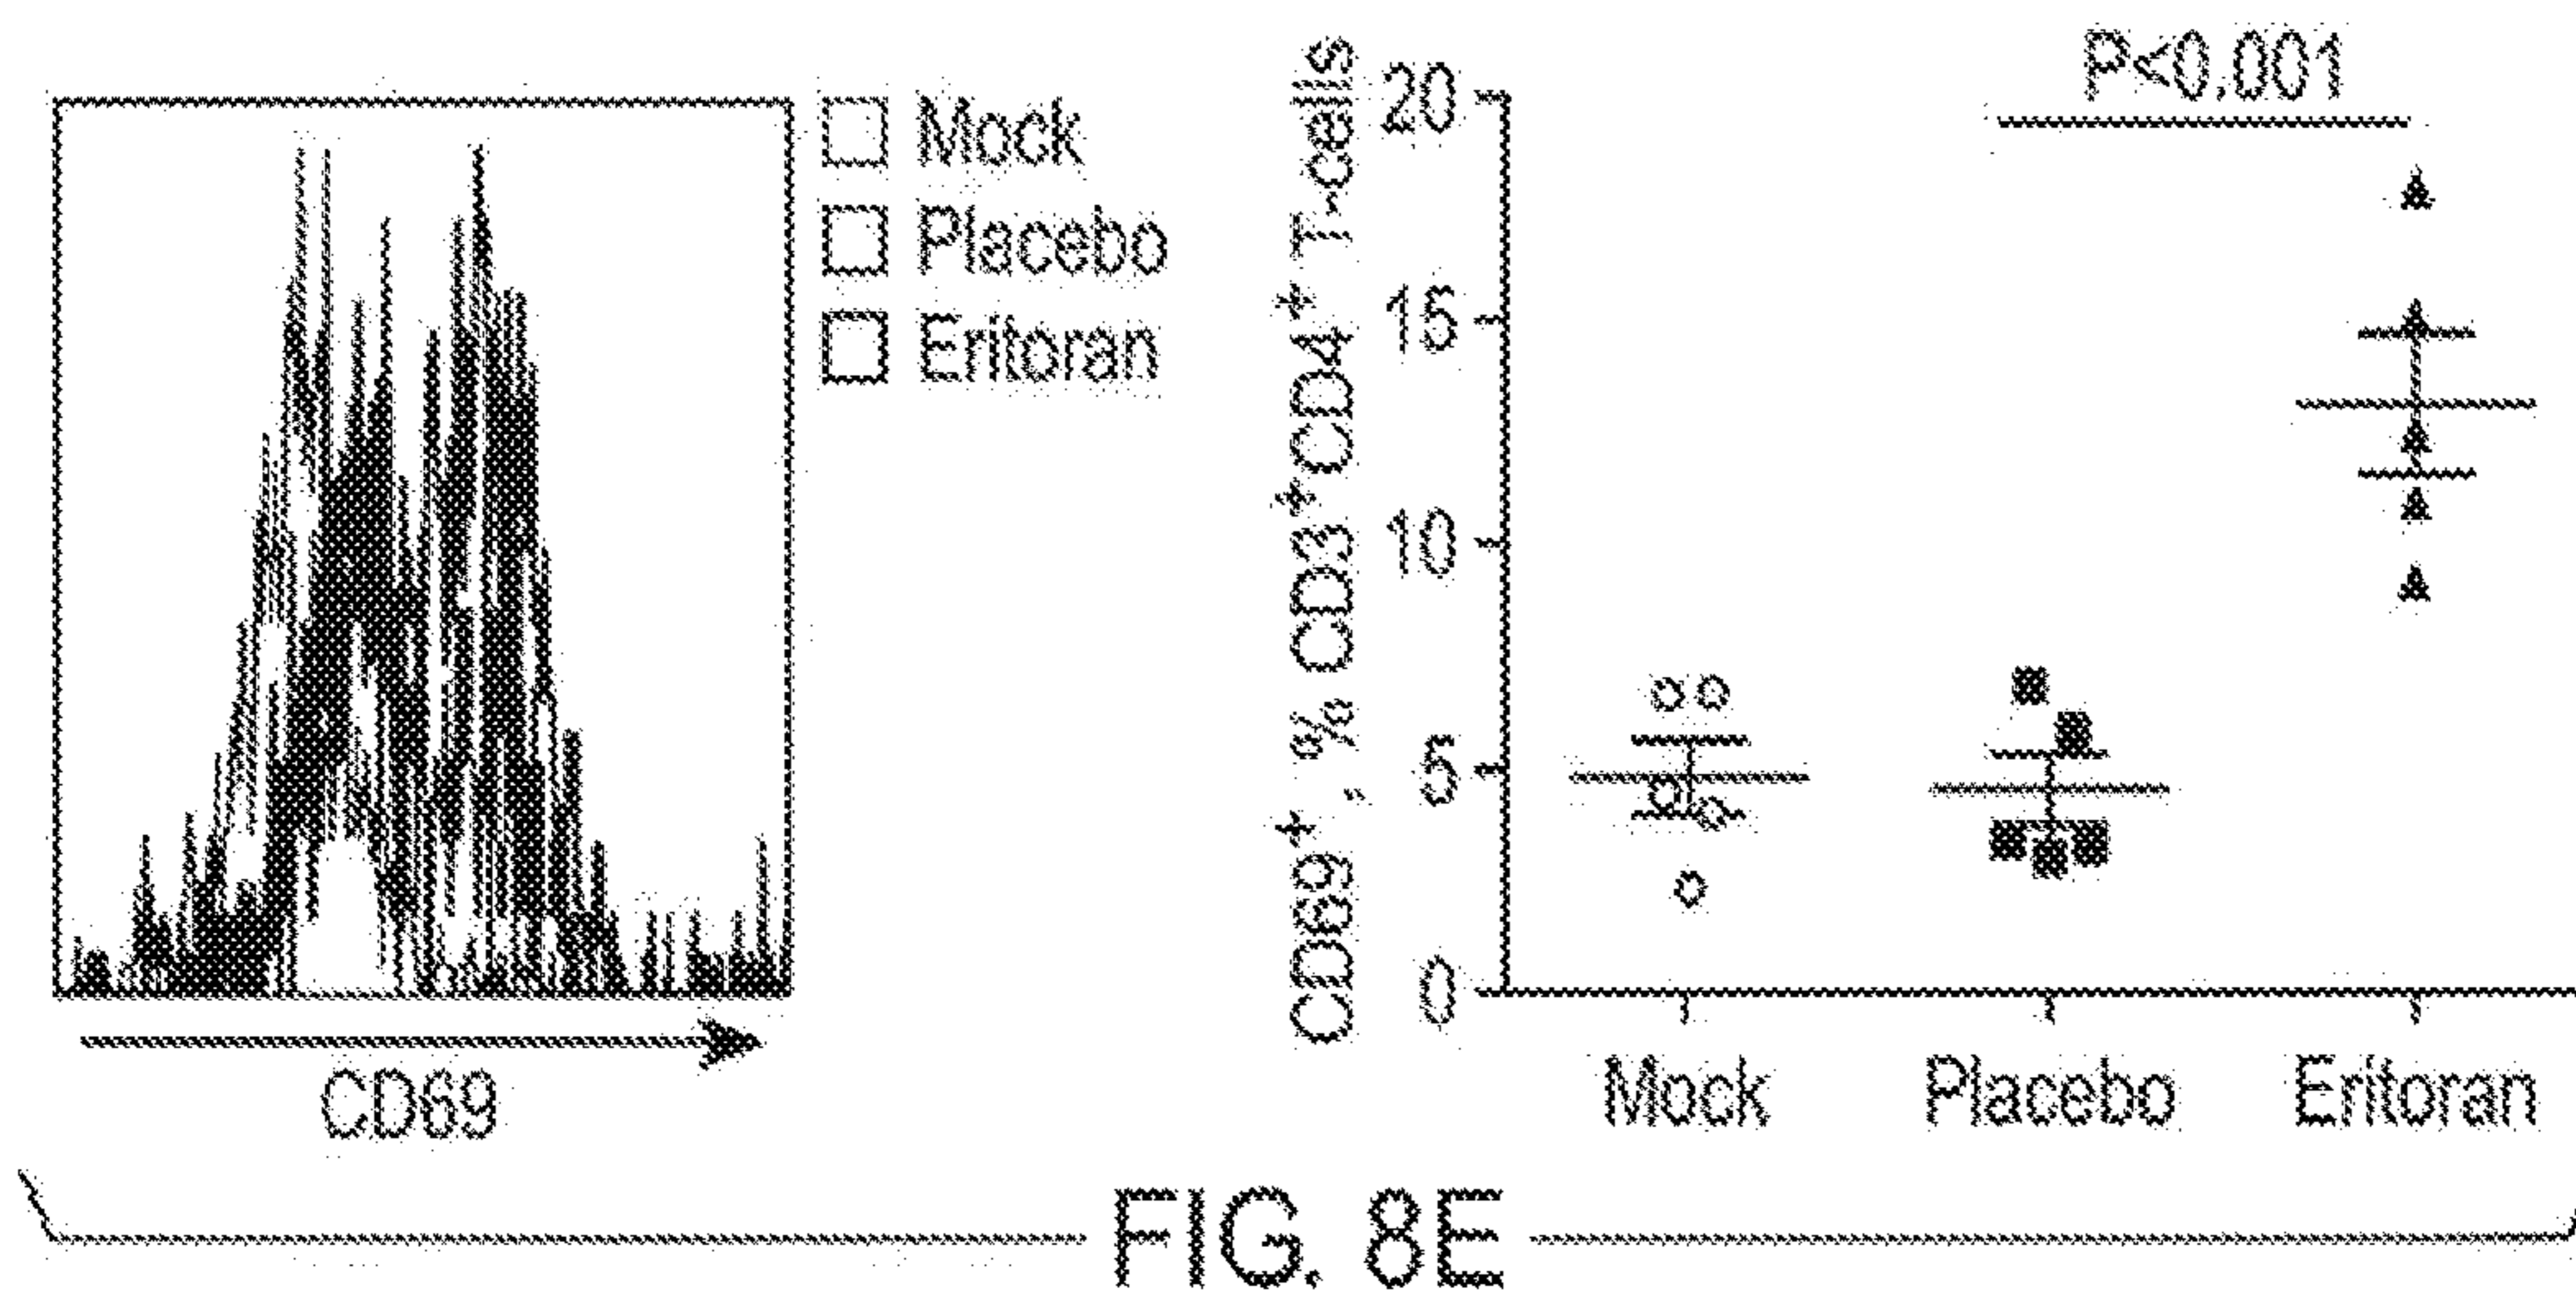 Mock
Placebo
Eritoran
CD69
CD69+, % CD3+CD4+ T-cells
20
15
10
5
0
P<0.001
Mock
Placebo
Eritoran
FIG. 8E